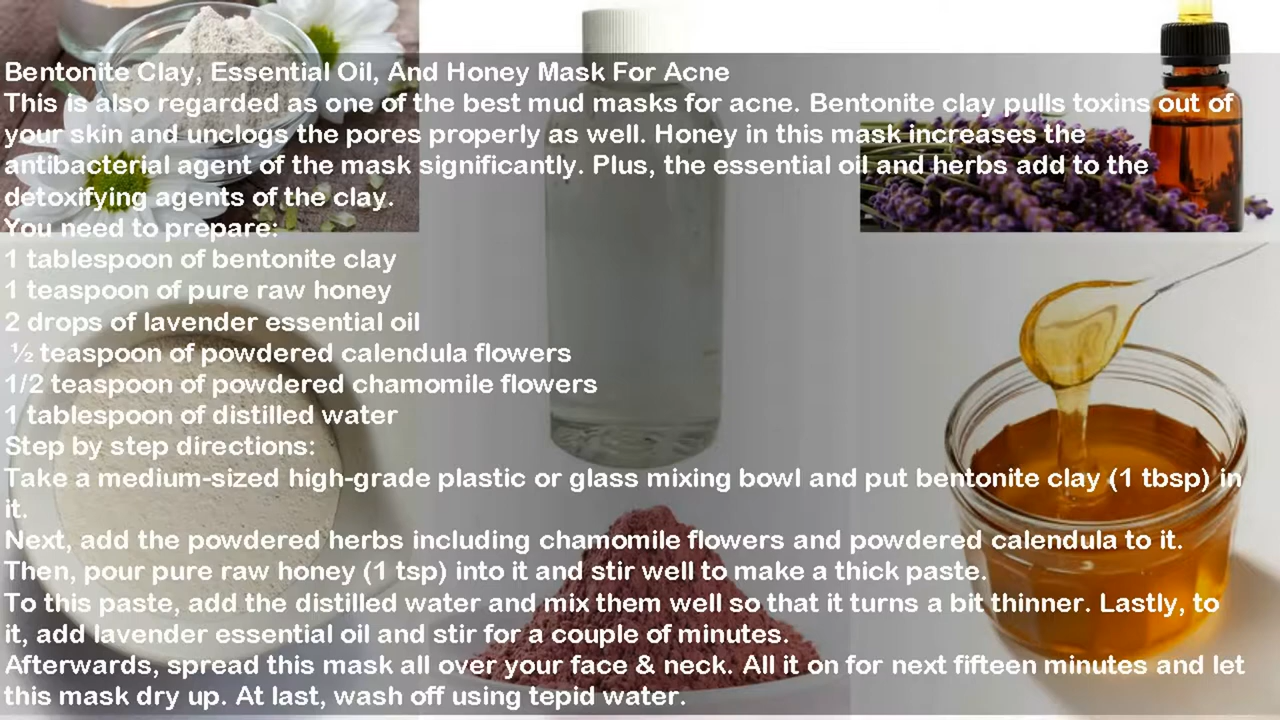 Bentonite Clay, Essential Oil, And Honey Mask For Acne
This is also regarded as one of the best mud masks for acne. Bentonite clay pulls toxins out of
your skin and unclogs the pores properly as well. Honey in this mask increases the
antibacterial agent of the mask significantly. Plus, the essential oil and herbs add to the
detoxifying agents of the clay.
You need to prepare:
1 tablespoon of bentonite clay
1 teaspoon of pure raw honey
2 drops of lavender essential oil
½ teaspoon of powdered calendula flowers
1/2 teaspoon of powdered chamomile flowers
1 tablespoon of distilled water
Step by step directions:
Take a medium-sized high-grade plastic or glass mixing bowl and put bentonite clay (1 tbsp) in
it.
Next, add the powdered herbs including chamomile flowers and powdered calendula to it.
Then, pour pure raw honey (1 tsp) into it and stir well to make a thick paste.
To this paste, add the distilled water and mix them well so that it turns a bit thinner. Lastly, to
it, add lavender essential oil and stir for a couple of minutes.
Afterwards, spread this mask all over your face & neck. All it on for next fifteen minutes and let
this mask dry up. At last, wash off using tepid water.